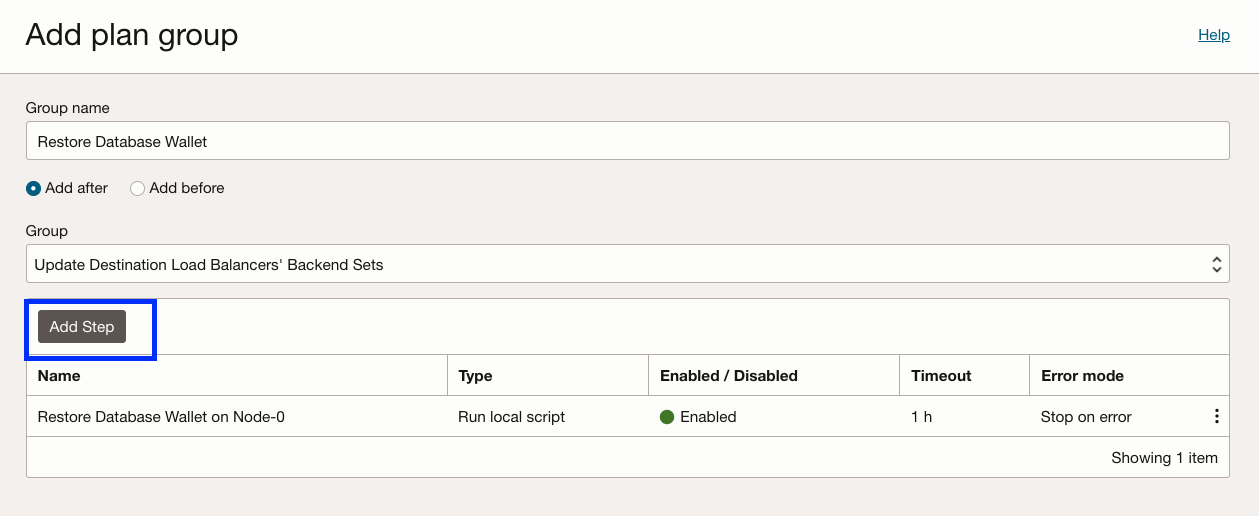 Add plan group
Help
Group name
Restore Database Wallet
Add after Add before
Group
Update Destination Load Balancers' Backend Sets
Add Step
Name Type Enabled / Disabled Timeout Error mode
Restore Database Wallet on Node-0 Run local script Enabled 1 h Stop on error
Showing 1 item